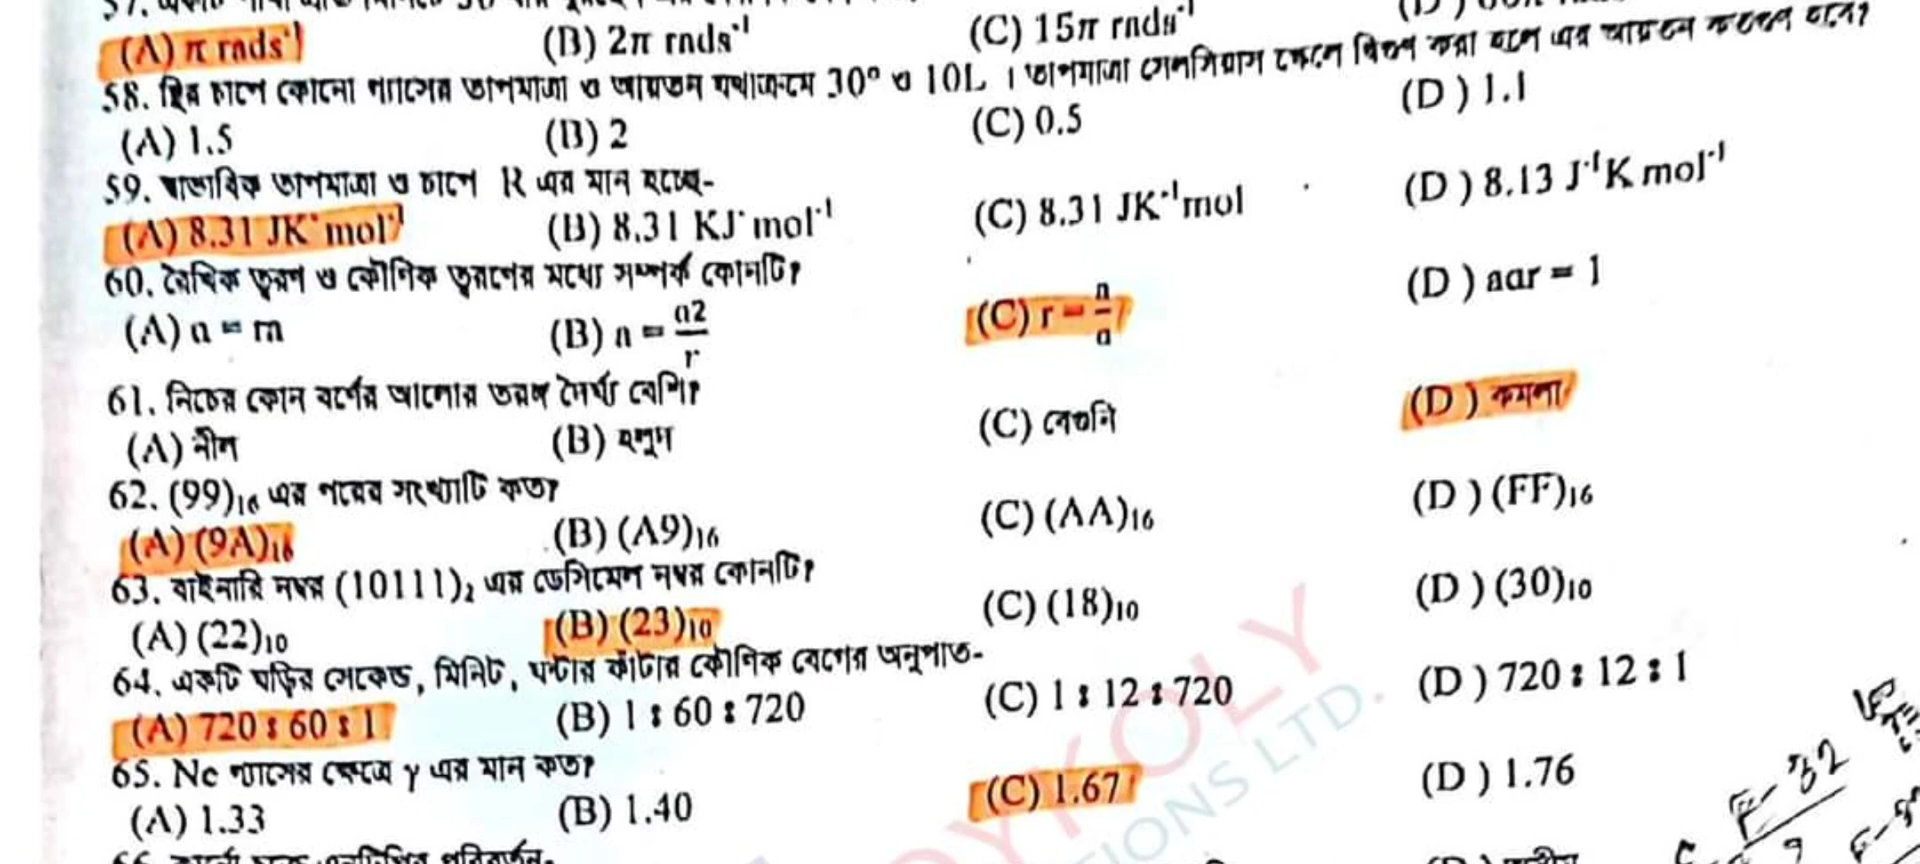 57.
(A) π rads⁻¹ (B) 2π rads⁻¹ (C) 15π rads⁻¹
58. স্থির চাপে কোনো গ্যাসের তাপমাত্রা ও আয়তন যথাক্রমে 30° ও 10L । তাপমাত্রা সেলসিয়াস স্কেলে দ্বিগুণ করা হলে এর আয়তন কতগুণ হবে?
(A) 1.5 (B) 2 (C) 0.5 (D ) 1.1
59. স্বাভাবিক তাপমাত্রা ও চাপে R এর মান হচ্ছে-
(A) 8.31 JK⁻ mol⁻¹ (B) 8.31 KJ⁻ mol⁻¹ (C) 8.31 JK⁻¹mol (D ) 8.13 J⁻¹K mol⁻¹
60. রৈখিক ত্বরণ ও কৌনিক ত্বরণের মধ্যে সম্পর্ক কোনটি?
(A) a = m (B) a = a2/r (C) r = a/a (D ) aar = 1
61. নিচের কোন বর্ণের আলোর তরঙ্গ দৈর্ঘ্য বেশি?
(A) নীল (B) হলুদ (C) বেগুনি (D ) কমলা
62. (99)₁₆ এর পরের সংখ্যাটি কত?
(A) (9A)₁₆ (B) (A9)₁₆ (C) (AA)₁₆ (D ) (FF)₁₆
63. বাইনারি নম্বর (10111)₂ এর ডেসিমেল নম্বর কোনটি?
(A) (22)₁₀ (B) (23)₁₀ (C) (18)₁₀ (D ) (30)₁₀
64. একটি ঘড়ির সেকেন্ড, মিনিট, ঘন্টার কাঁটার কৌনিক বেগের অনুপাত-
(A) 720 : 60 : 1 (B) 1 : 60 : 720 (C) 1 : 12 : 720 (D ) 720 : 12 : 1
65. Ne গ্যাসের ক্ষেত্রে γ এর মান কত?
(A) 1.33 (B) 1.40 (C) 1.67 (D ) 1.76